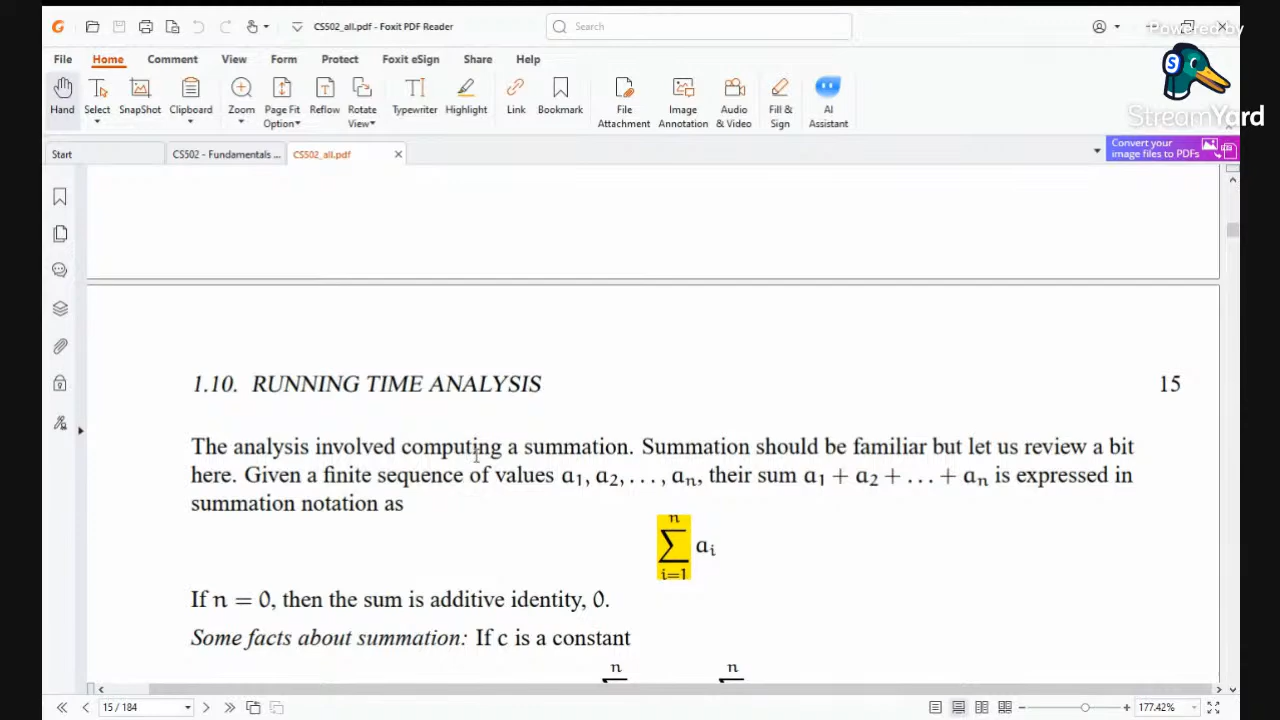 CS502_all.pdf - Foxit PDF Reader
Search
Powered by
File Home Comment View Form Protect Foxit eSign Share Help
S
StreamYard
Hand Select SnapShot Clipboard Zoom Page Fit Option Reflow Rotate View Typewriter Highlight Link Bookmark File Attachment Image Annotation Audio & Video Fill & Sign AI Assistant
Start CS502 - Fundamentals ... CS502_all.pdf
Convert your
image files to PDFs
1.10. RUNNING TIME ANALYSIS 15
The analysis involved computing a summation. Summation should be familiar but let us review a bit
here. Given a finite sequence of values a₁, a₂, . . . , aₙ, their sum a₁ + a₂ + . . . + aₙ is expressed in
summation notation as
n
∑ aᵢ
i=1
If n = 0, then the sum is additive identity, 0.
Some facts about summation: If c is a constant
n n
15 / 184
177.42%